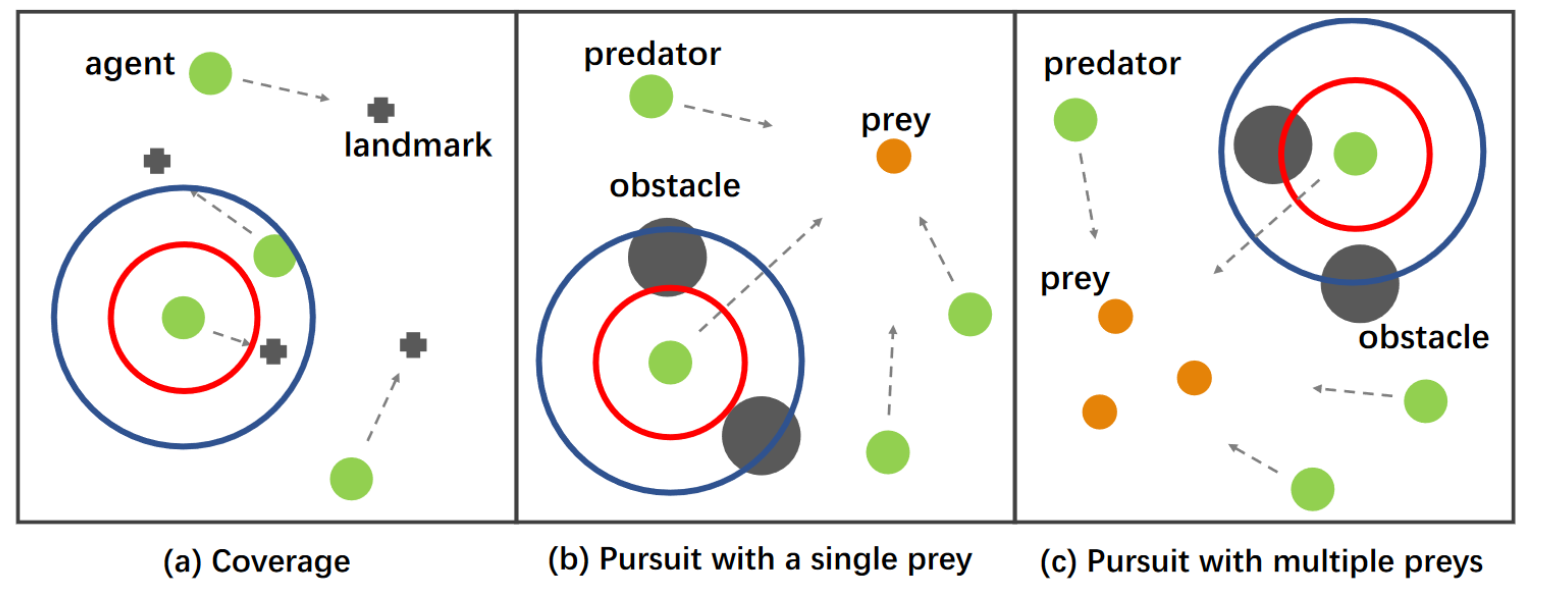 agent
landmark
(a) Coverage
predator
prey
obstacle
(b) Pursuit with a single prey
predator
prey
obstacle
(c) Pursuit with multiple preys